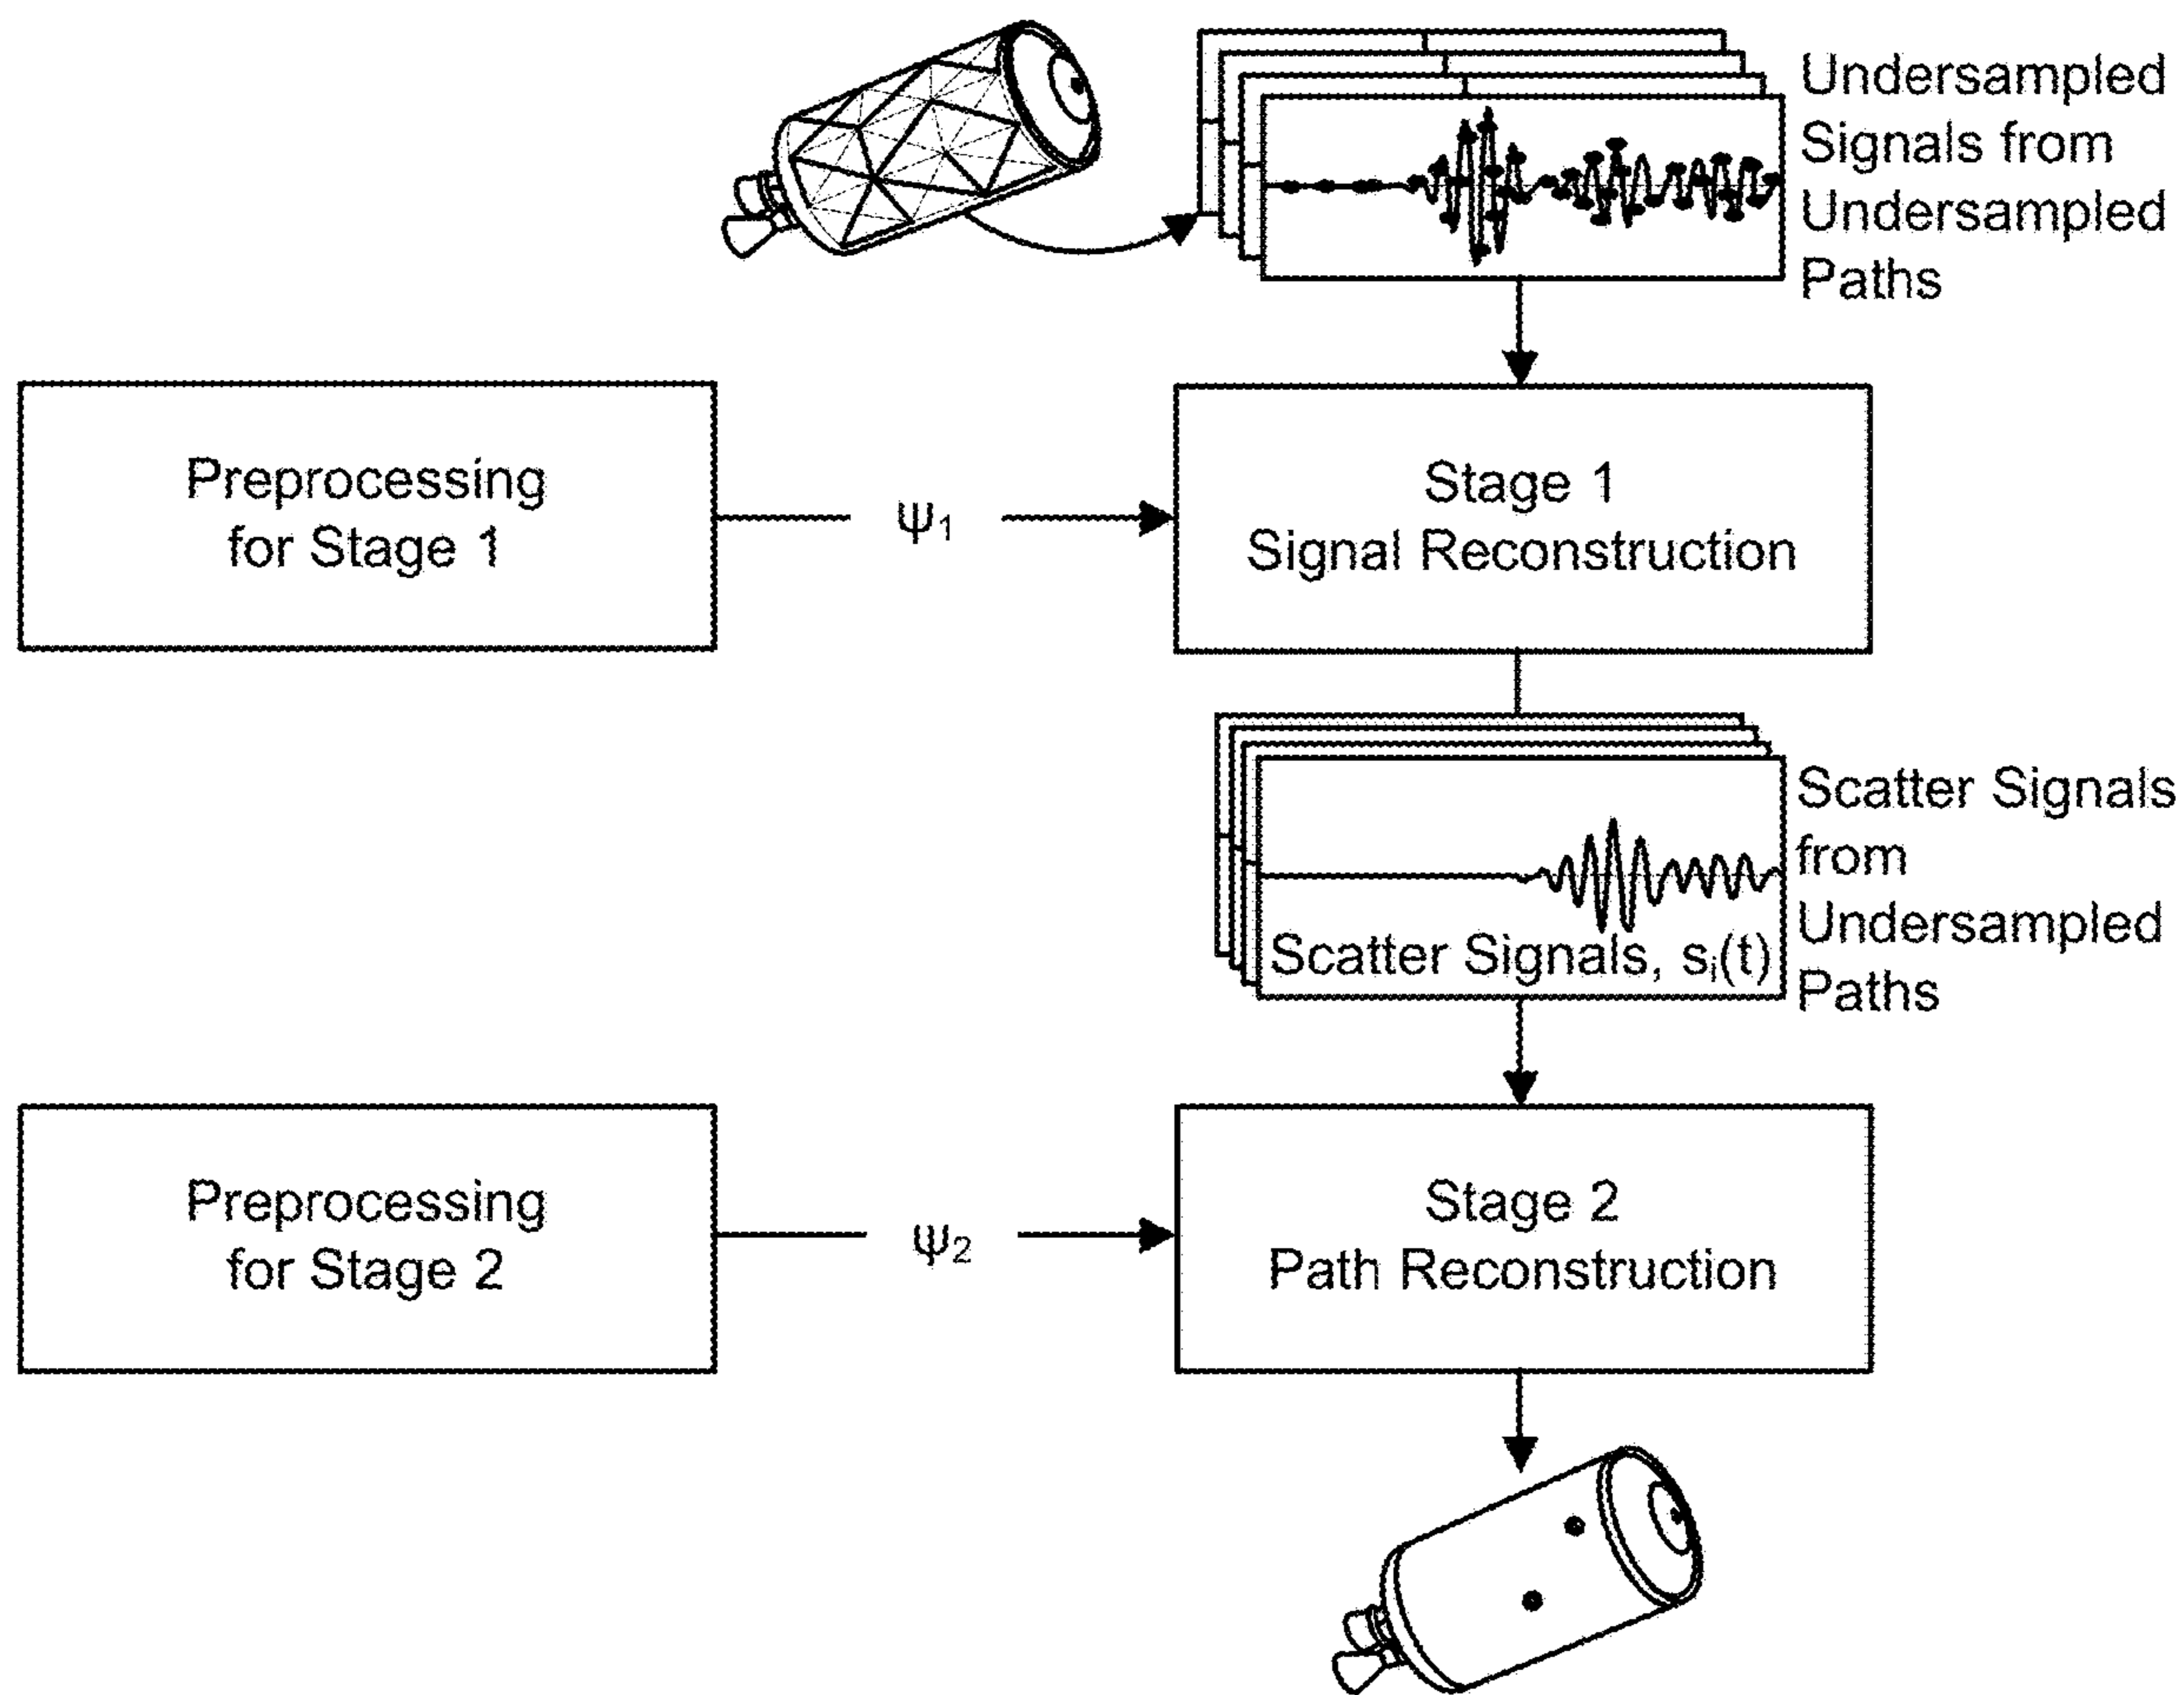 Undersampled
Signals from
Undersampled
Paths
Preprocessing
for Stage 1
ψ₁
Stage 1
Signal Reconstruction
Scatter Signals
from
Undersampled
Paths
Scatter Signals, sᵢ(t)
Preprocessing
for Stage 2
ψ₂
Stage 2
Path Reconstruction